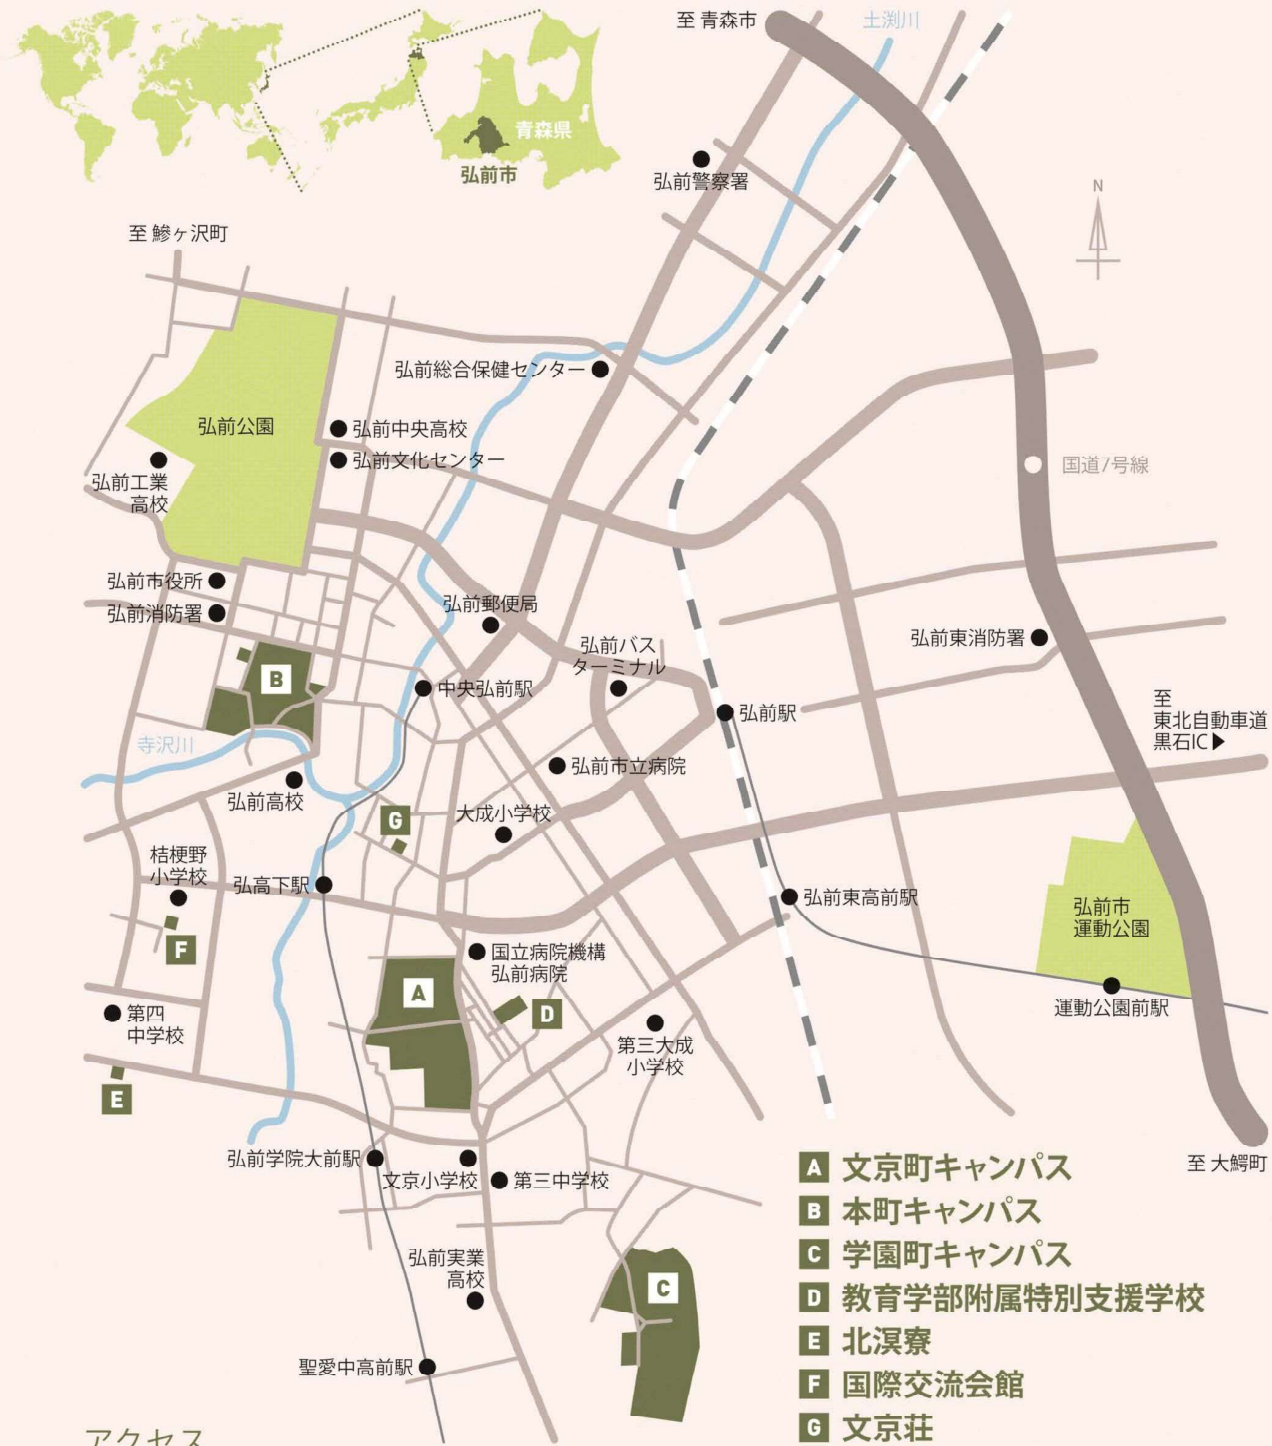 至 青森市
土渕川
青森県
弘前市
弘前警察署
N
至 鰺ヶ沢町
弘前総合保健センター
弘前公園
弘前中央高校
弘前文化センター
弘前工業
高校
国道7号線
弘前市役所
弘前消防署
弘前郵便局
弘前バス
ターミナル
弘前東消防署
B
中央弘前駅
弘前駅
至
東北自動車道
黒石IC▶
寺沢川
弘前市立病院
弘前高校
G
大成小学校
桔梗野
小学校
弘高下駅
弘前東高前駅
弘前市
運動公園
F
国立病院機構
弘前病院
A
D
運動公園前駅
第四
中学校
第三大成
小学校
E
弘前学院大前駅
文京小学校
第三中学校
至 大鰐町
弘前実業
高校
C
聖愛中高前駅
A 文京町キャンパス
B 本町キャンパス
C 学園町キャンパス
D 教育学部附属特別支援学校
E 北溟寮
F 国際交流会館
G 文京荘
アクセス